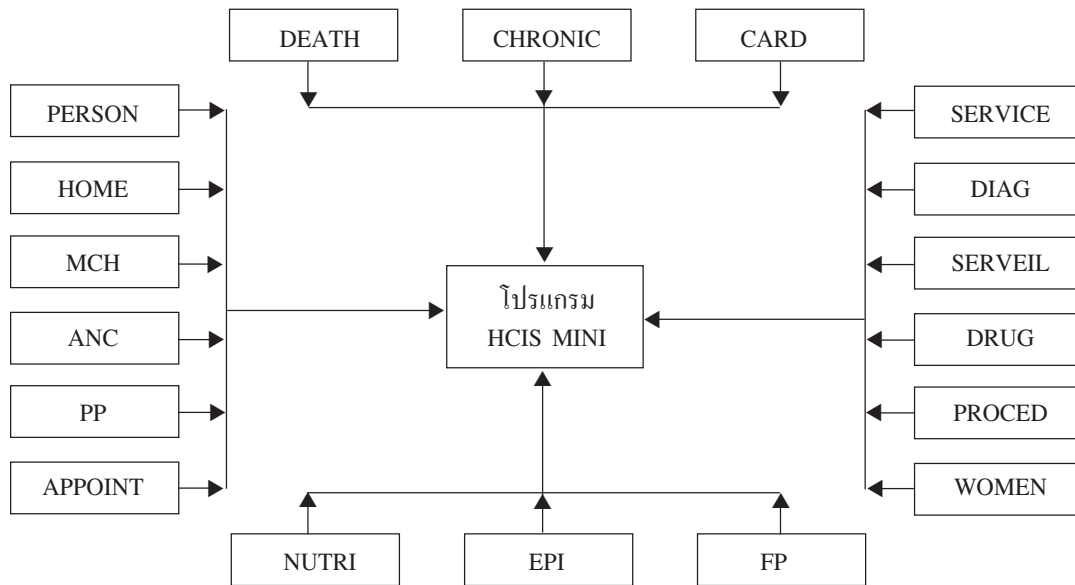 DEATH CHRONIC CARD
PERSON SERVICE
HOME DIAG
MCH SERVEIL
โปรแกรม
HCIS MINI
ANC DRUG
PP PROCED
APPOINT WOMEN
NUTRI EPI FP